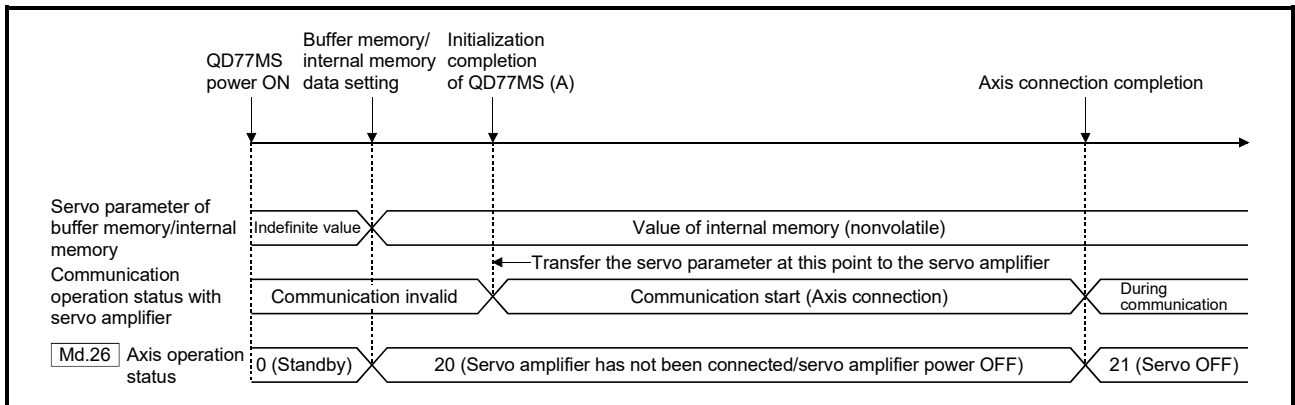 QD77MS
power ON
Buffer memory/
internal memory
data setting
Initialization
completion
of QD77MS (A)
Axis connection completion
Servo parameter of
buffer memory/internal
memory
Indefinite value
Value of internal memory (nonvolatile)
Transfer the servo parameter at this point to the servo amplifier
Communication
operation status with
servo amplifier
Communication invalid
Communication start (Axis connection)
During
communication
Md.26 Axis operation
status
0 (Standby)
20 (Servo amplifier has not been connected/servo amplifier power OFF)
21 (Servo OFF)